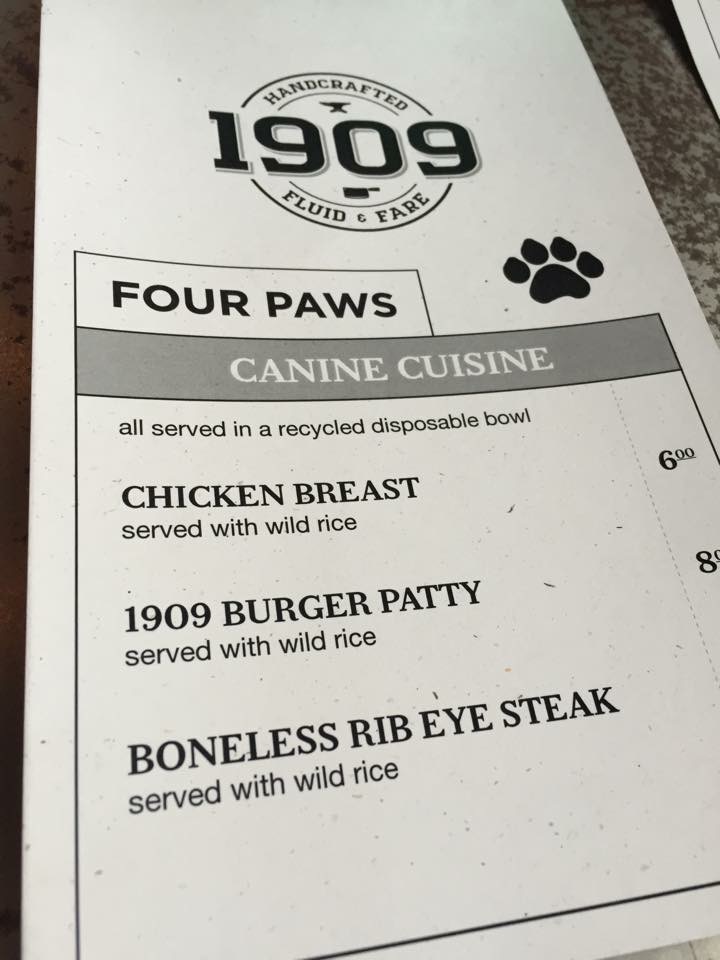 HANDCRAFTED
1909
FLUID & FARE
FOUR PAWS
CANINE CUISINE
all served in a recycled disposable bowl
CHICKEN BREAST 6⁰⁰
served with wild rice
1909 BURGER PATTY 8
served with wild rice
BONELESS RIB EYE STEAK
served with wild rice